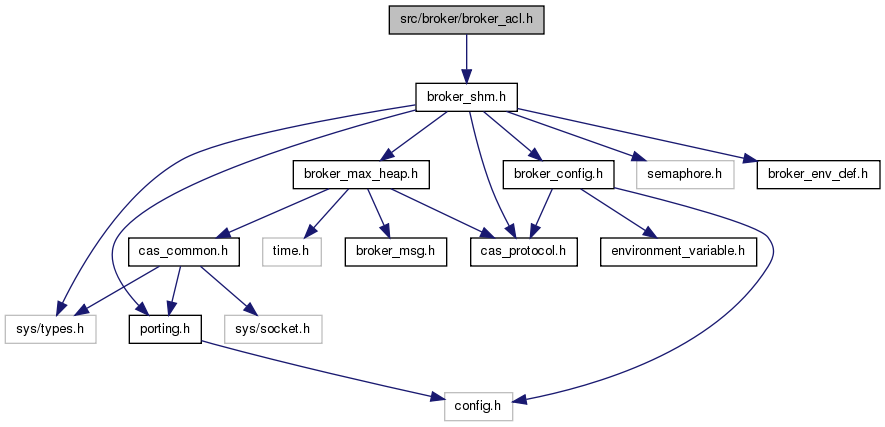 src/broker/broker_acl.h
broker_shm.h
broker_max_heap.h
broker_config.h
semaphore.h
broker_env_def.h
cas_common.h
time.h
broker_msg.h
cas_protocol.h
environment_variable.h
sys/types.h
porting.h
sys/socket.h
config.h